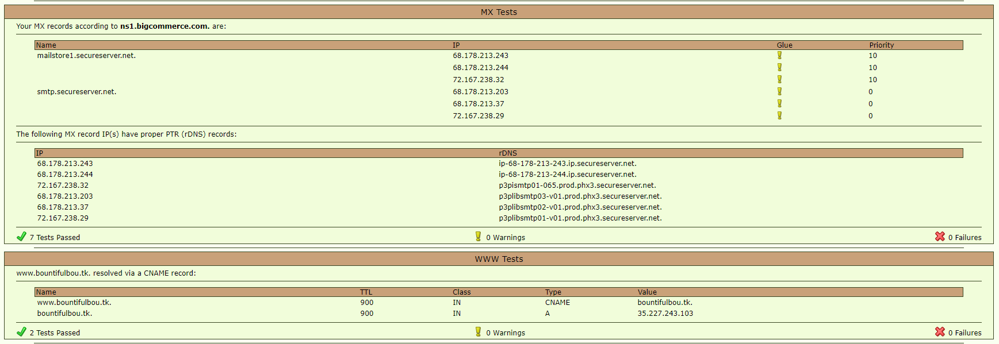 MX Tests
Your MX records according to ns1.bigcommerce.com. are:
Name IP Glue Priority
mailstore1.secureserver.net. 68.178.213.243 10
68.178.213.244 10
72.167.238.32 10
smtp.secureserver.net. 68.178.213.203 0
68.178.213.37 0
72.167.238.29 0
The following MX record IP(s) have proper PTR (rDNS) records:
IP rDNS
68.178.213.243 ip-68-178-213-243.ip.secureserver.net.
68.178.213.244 ip-68-178-213-244.ip.secureserver.net.
72.167.238.32 p3pismtp01-065.prod.phx3.secureserver.net.
68.178.213.203 p3plibsmtp03-v01.prod.phx3.secureserver.net.
68.178.213.37 p3plibsmtp02-v01.prod.phx3.secureserver.net.
72.167.238.29 p3plibsmtp01-v01.prod.phx3.secureserver.net.
7 Tests Passed 0 Warnings 0 Failures
WWW Tests
www.bountifulbou.tk. resolved via a CNAME record:
Name TTL Class Type Value
www.bountifulbou.tk. 900 IN CNAME bountifulbou.tk.
bountifulbou.tk. 900 IN A 35.227.243.103
2 Tests Passed 0 Warnings 0 Failures